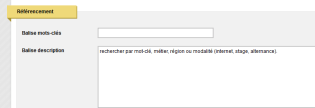 Référencement
Balise mots-clés
Balise description
rechercher par mot-clé, métier, région ou modalité (internet, stage, alternance).